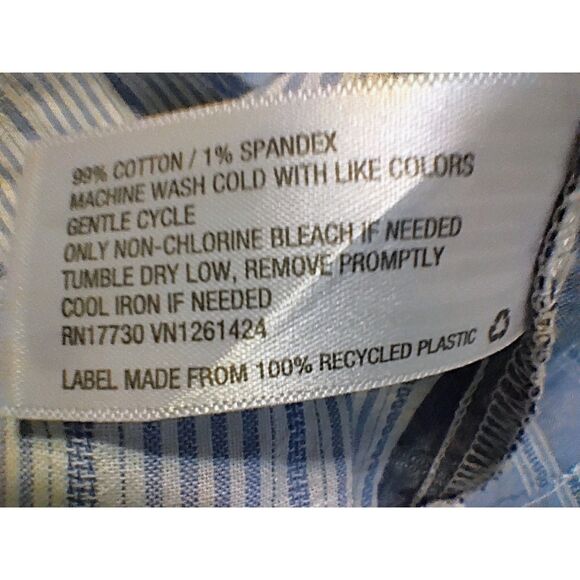 99% COTTON / 1% SPANDEX
MACHINE WASH COLD WITH LIKE COLORS
GENTLE CYCLE
ONLY NON-CHLORINE BLEACH IF NEEDED
TUMBLE DRY LOW, REMOVE PROMPTLY
COOL IRON IF NEEDED
RN17730 VN1261424
LABEL MADE FROM 100% RECYCLED PLASTIC